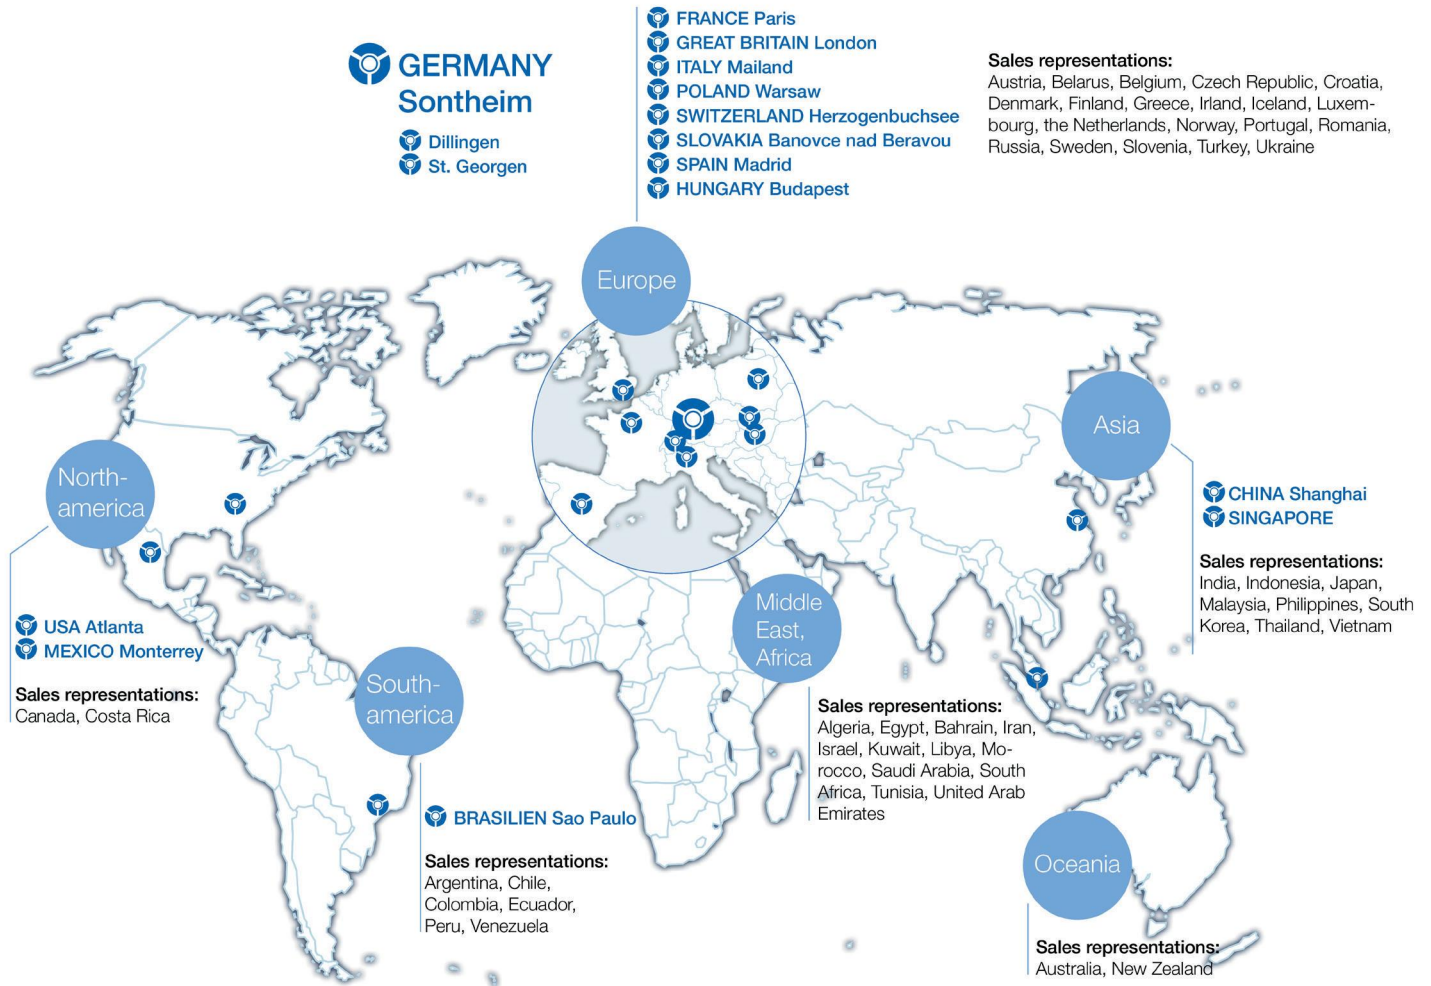 GERMANY
Sontheim
Dillingen
St. Georgen
FRANCE Paris
GREAT BRITAIN London
ITALY Mailand
POLAND Warsaw
SWITZERLAND Herzogenbuchsee
SLOVAKIA Banovce nad Beravou
SPAIN Madrid
HUNGARY Budapest
Sales representations:
Austria, Belarus, Belgium, Czech Republic, Croatia,
Denmark, Finland, Greece, Irland, Iceland, Luxem-
bourg, the Netherlands, Norway, Portugal, Romania,
Russia, Sweden, Slovenia, Turkey, Ukraine
Europe
North-
america
USA Atlanta
MEXICO Monterrey
Sales representations:
Canada, Costa Rica
South-
america
BRASILIEN Sao Paulo
Sales representations:
Argentina, Chile,
Colombia, Ecuador,
Peru, Venezuela
Middle
East,
Africa
Sales representations:
Algeria, Egypt, Bahrain, Iran,
Israel, Kuwait, Libya, Mo-
rocco, Saudi Arabia, South
Africa, Tunisia, United Arab
Emirates
Asia
CHINA Shanghai
SINGAPORE
Sales representations:
India, Indonesia, Japan,
Malaysia, Philippines, South
Korea, Thailand, Vietnam
Oceania
Sales representations:
Australia, New Zealand